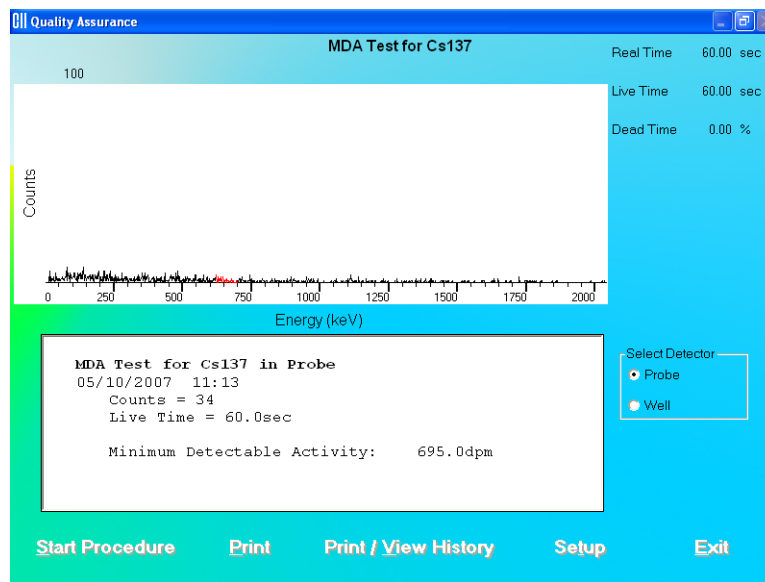 Quality Assurance
MDA Test for Cs137
Real Time 60.00 sec
100
Live Time 60.00 sec
Dead Time 0.00 %
Counts
0 250 500 750 1000 1250 1500 1750 2000
Energy (keV)
MDA Test for Cs137 in Probe
05/10/2007 11:13
Counts = 34
Live Time = 60.0sec
Minimum Detectable Activity: 695.0dpm
Select Detector
Probe
Well
Start Procedure Print Print / View History Setup Exit